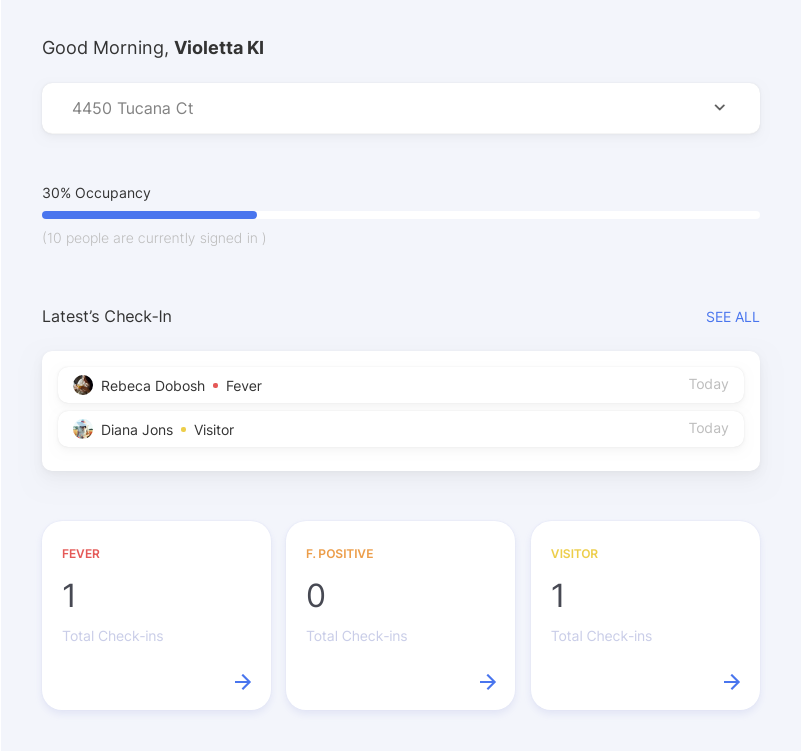 Good Morning, Violetta KI
4450 Tucana Ct
30% Occupancy
(10 people are currently signed in )
Latest’s Check-In
SEE ALL
Rebeca Dobosh • Fever
Today
Diana Jons • Visitor
Today
FEVER
1
Total Check-ins
F. POSITIVE
0
Total Check-ins
VISITOR
1
Total Check-ins